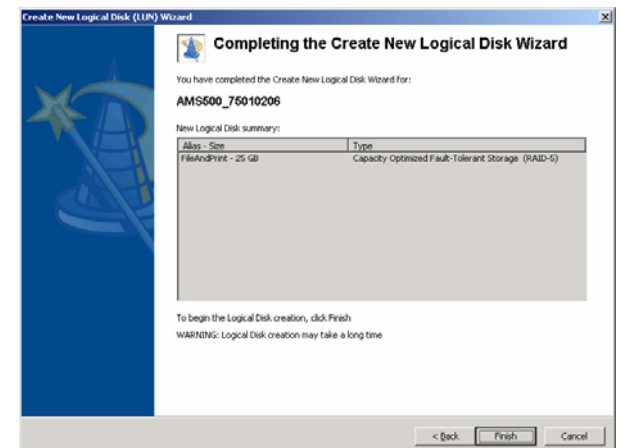 Create New Logical Disk (LUN) Wizard
Completing the Create New Logical Disk Wizard
You have completed the Create New Logical Disk Wizard for:
AMS500_75010206
New Logical Disk summary:
Alias - Size Type
FileAndPrint - 25 GB Capacity Optimized Fault-Tolerant Storage (RAID-5)
To begin the Logical Disk creation, click Finish
WARNING: Logical Disk creation may take a long time
< Back Finish Cancel